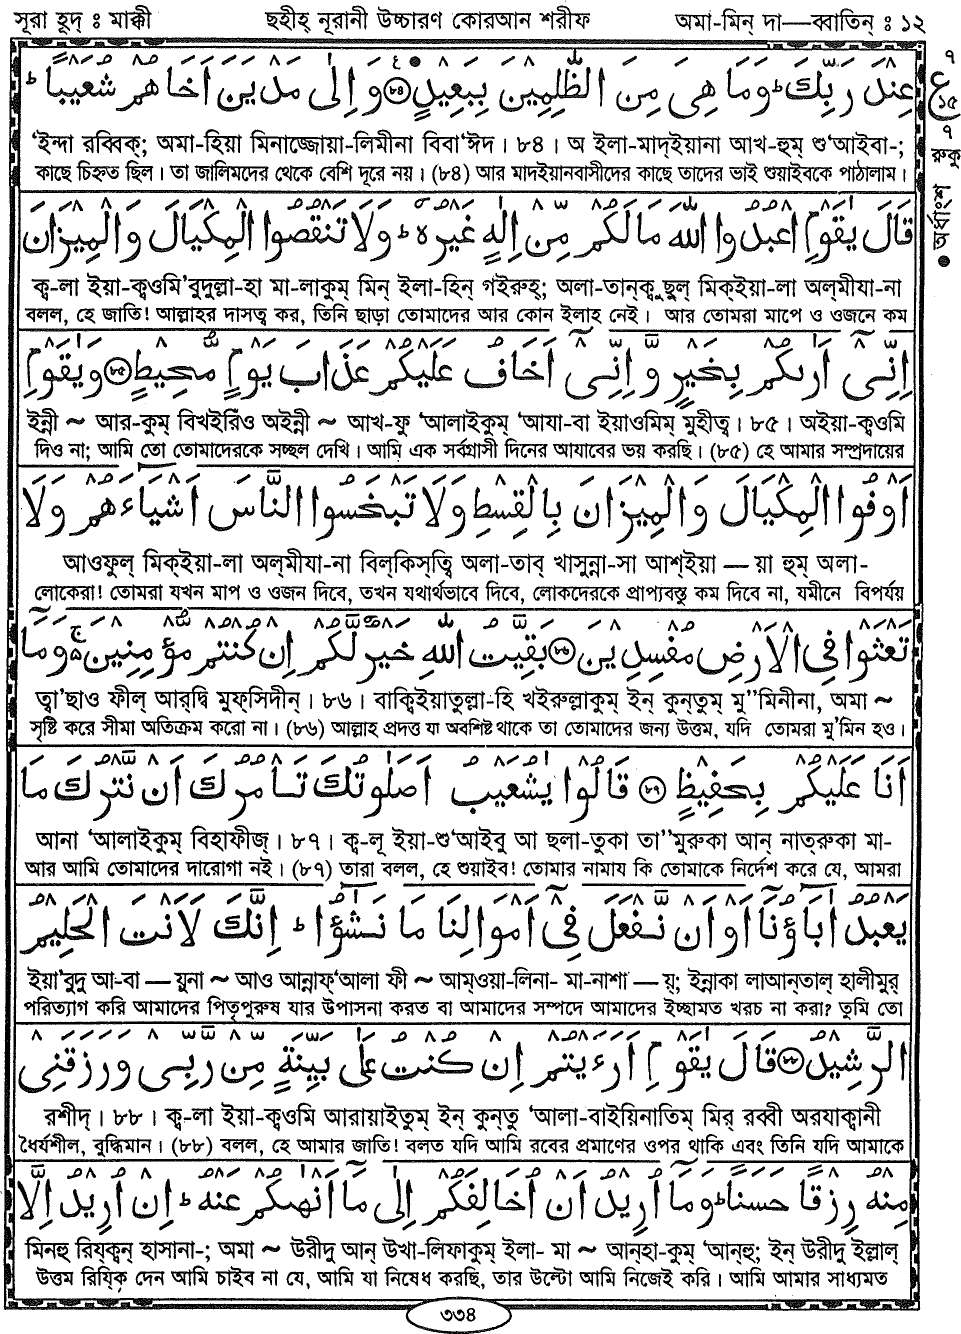 সূরা হূদ্ ঃ মাক্কী ছহীহ্ নূরানী উচ্চারণ কোরআন শরীফ অমা-মিন্ দা—ব্বাতিন্ ঃ ১২
عِنْدَ رَبِّكَ ؕ وَمَا هِىَ مِنَ الظّٰلِمِيْنَ بِبَعِيْدٍ ﴿۸۳﴾ وَ اِلٰى مَدْيَنَ اَخَاهُمْ شُعَيْبًا ؕ
‘ইন্দা রব্বিক্; অমা-হিয়া মিনাজ্জোয়া-লিমীনা বিবা‘ঈদ। ৮৪। অ ইলা-মাদ্ইয়ানা আখ-হুম্ শু‘আইবা-;
কাছে চিহ্নিত ছিল। তা জালিমদের থেকে বেশি দূরে নয়। (৮৪) আর মাদইয়ানবাসীদের কাছে তাদের ভাই শুয়াইবকে পাঠালাম।
قَالَ يٰقَوْمِ اعْبُدُوا اللّٰهَ مَا لَكُمْ مِّنْ اِلٰهٍ غَيْرُهٗ ؕ وَلَا تَنْقُصُوا الْمِكْيَالَ وَالْمِيْزَانَ
ক্ব-লা ইয়া-ক্বওমি’বুদুল্লা-হা মা-লাকুম্ মিন্ ইলা-হিন্ গইরুহ্; অলা-তান্ক্বুছুল্ মিক্ইয়া-লা অল্মীযা-না
বলল, হে জাতি! আল্লাহর দাসত্ব কর, তিনি ছাড়া তোমাদের আর কোন ইলাহ নেই। আর তোমরা মাপে ও ওজনে কম
اِنِّىْۤ اَرٰىكُمْ بِخَيْرٍ وَّاِنِّىْۤ اَخَافُ عَلَيْكُمْ عَذَابَ يَوْمٍ مُّحِيْطٍ ﴿۸۴﴾ وَيٰقَوْمِ
ইন্নী ~ আর-কুম্ বিখইরিঁও অইন্নী ~ আখ-ফু ‘আলাইকুম্ ‘আযা-বা ইয়াওমিম্ মুহীত্ব। ৮৫। অইয়া-ক্বওমি
দিও না; আমি তো তোমাদেরকে সচ্ছল দেখি। আমি এক সর্বগ্রাসী দিনের আযাবের ভয় করছি। (৮৫) হে আমার সম্প্রদায়ের
اَوْفُوا الْمِكْيَالَ وَالْمِيْزَانَ بِالْقِسْطِ وَلَا تَبْخَسُوا النَّاسَ اَشْيَآءَهُمْ وَلَا
আওফুল্ মিক্ইয়া-লা অল্মীযা-না বিল্কিস্ত্বি অলা-তাব্ খাসুন্না-সা আশ্ইয়া — য়া হুম্ অলা-
লোকেরা! তোমরা যখন মাপ ও ওজন দিবে, তখন যথার্থভাবে দিবে, লোকদেরকে প্রাপ্যবস্তু কম দিবে না, যমীনে বিপর্যয়
تَعْثَوْا فِى الْاَرْضِ مُفْسِدِيْنَ ﴿۸۵﴾ بَقِيَّتُ اللّٰهِ خَيْرٌ لَّكُمْ اِنْ كُنْتُمْ مُّؤْمِنِيْنَ ۚ وَمَاۤ
ত্বা’ছাও ফীল্ আর্দ্বি মুফ্সিদীন্। ৮৬। বাক্বিইয়াতুল্লা-হি খইরুল্লাকুম্ ইন্ কুন্তুম্ মু’’মিনীনা, অমা ~
সৃষ্টি করে সীমা অতিক্রম করো না। (৮৬) আল্লাহ প্রদত্ত যা অবশিষ্ট থাকে তা তোমাদের জন্য উত্তম, যদি তোমরা মু’মিন হও।
اَنَا عَلَيْكُمْ بِحَفِيْظٍ ﴿۸۶﴾ قَالُوْا يٰشُعَيْبُ اَصَلٰوتُكَ تَاْمُرُكَ اَنْ نَّتْرُكَ مَا
আনা ‘আলাইকুম্ বিহাফীজ্। ৮৭। ক্ব-লূ ইয়া-শু‘আইবু আ ছলা-তুকা তা’’মুরুকা আন্ নাত্রুকা মা-
আর আমি তোমাদের দারোগা নই। (৮৭) তারা বলল, হে শুয়াইব! তোমার নামায কি তোমাকে নির্দেশ করে যে, আমরা
يَعْبُدُ اٰبَآؤُنَاۤ اَوْ اَنْ نَّفْعَلَ فِىْۤ اَمْوَالِنَا مَا نَشٰٓؤُا ؕ اِنَّكَ لَاَنْتَ الْحَلِيْمُ
ইয়া’বুদু আ-বা — য়ুনা ~ আও আন্নাফ্‘আলা ফী ~ আম্ওয়া-লিনা- মা-নাশা — য়্; ইন্নাকা লাআন্তাল্ হালীমুর্
পরিত্যাগ করি আমাদের পিতৃপুরুষ যার উপাসনা করত বা আমাদের সম্পদে আমাদের ইচ্ছামত খরচ না করা? তুমি তো
الرَّشِيْدُ ﴿۸۷﴾ قَالَ يٰقَوْمِ اَرَءَيْتُمْ اِنْ كُنْتُ عَلٰى بَيِّنَةٍ مِّنْ رَّبِّىْ وَرَزَقَنِىْ
রশীদ্। ৮৮। ক্ব-লা ইয়া-ক্বওমি আরায়াইতুম্ ইন্ কুন্তু ‘আলা-বাইয়িনাতিম্ মির্ রব্বী অরযাক্বানী
ধৈর্যশীল, বুদ্ধিমান। (৮৮) বলল, হে আমার জাতি! বলত যদি আমি রবের প্রমাণের ওপর থাকি এবং তিনি যদি আমাকে
مِنْهُ رِزْقًا حَسَنًا ؕ وَمَاۤ اُرِيْدُ اَنْ اُخَالِفَكُمْ اِلٰى مَاۤ اَنْهٰىكُمْ عَنْهُ ؕ اِنْ اُرِيْدُ اِلَّا
মিনহু রিয্ক্বন্ হাসানা-; অমা ~ উরীদু আন্ উখা-লিফাকুম্ ইলা- মা ~ আন্হা-কুম্ ‘আন্হু; ইন্ উরীদু ইল্লাল্
উত্তম রিয্কি দেন আমি চাইব না যে, আমি যা নিষেধ করছি, তার উল্টো আমি নিজেই করি। আমি আমার সাধ্যমত
৩৩৪
৭
ع
১৫
৭
রুকু
অর্ধাংশ